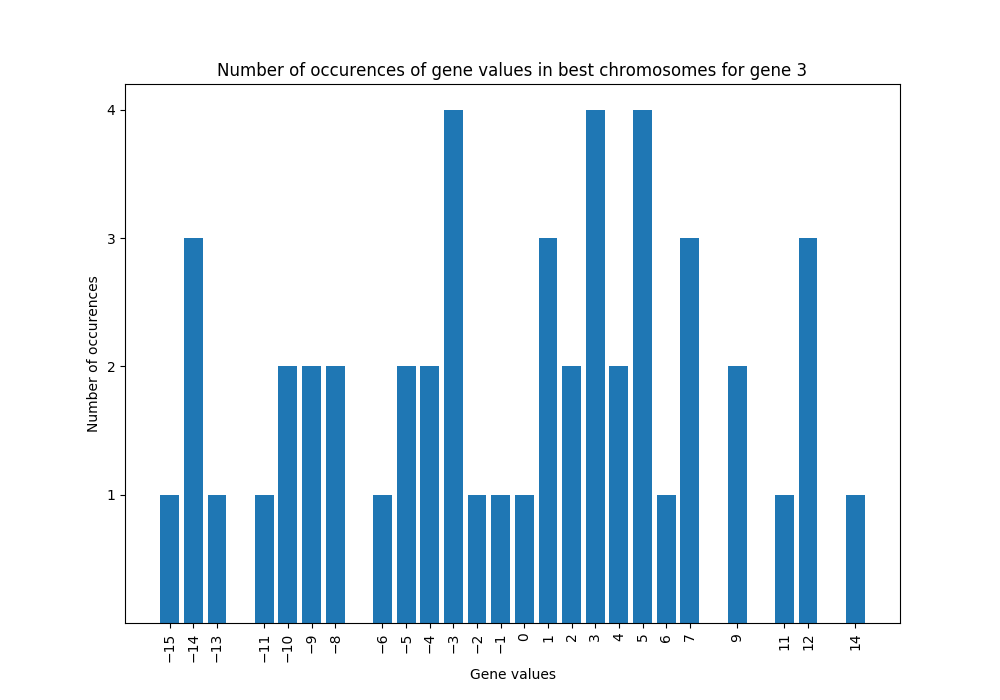 Number of occurences of gene values in best chromosomes for gene 3
Number of occurences
4
3
2
1
−15 −14 −13 −11 −10 −9 −8 −6 −5 −4 −3 −2 −1 0 1 2 3 4 5 6 7 9 11 12 14
Gene values